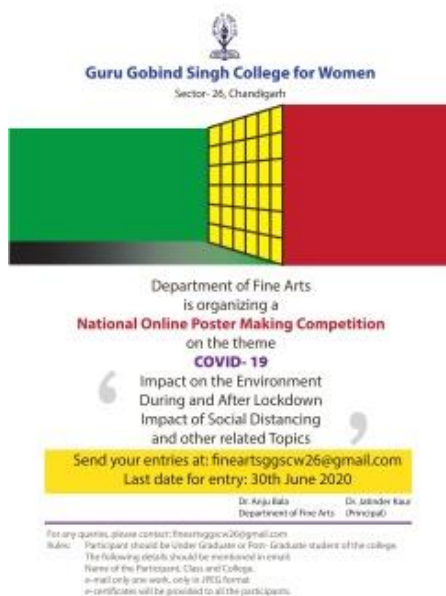 Guru Gobind Singh College for Women
Sector- 26, Chandigarh
Department of Fine Arts
is organizing a
National Online Poster Making Competition
on the theme
COVID- 19
‘ Impact on the Environment
During and After Lockdown
Impact of Social Distancing
and other related Topics ’
Send your entries at: fineartsggscw26@gmail.com
Last date for entry: 30th June 2020
Dr. Anju Bala
Department of Fine Arts
Dr. Jatinder Kaur
(Principal)
For any queries, please contact: fineartsggscw26@gmail.com
Rules: Participant should be Under Graduate or Post- Graduate student of the college.
The following details should be mentioned in email:
Name of the Participant, Class and College.
e-mail only one work, only in JPEG format
e-certificates will be provided to all the participants.